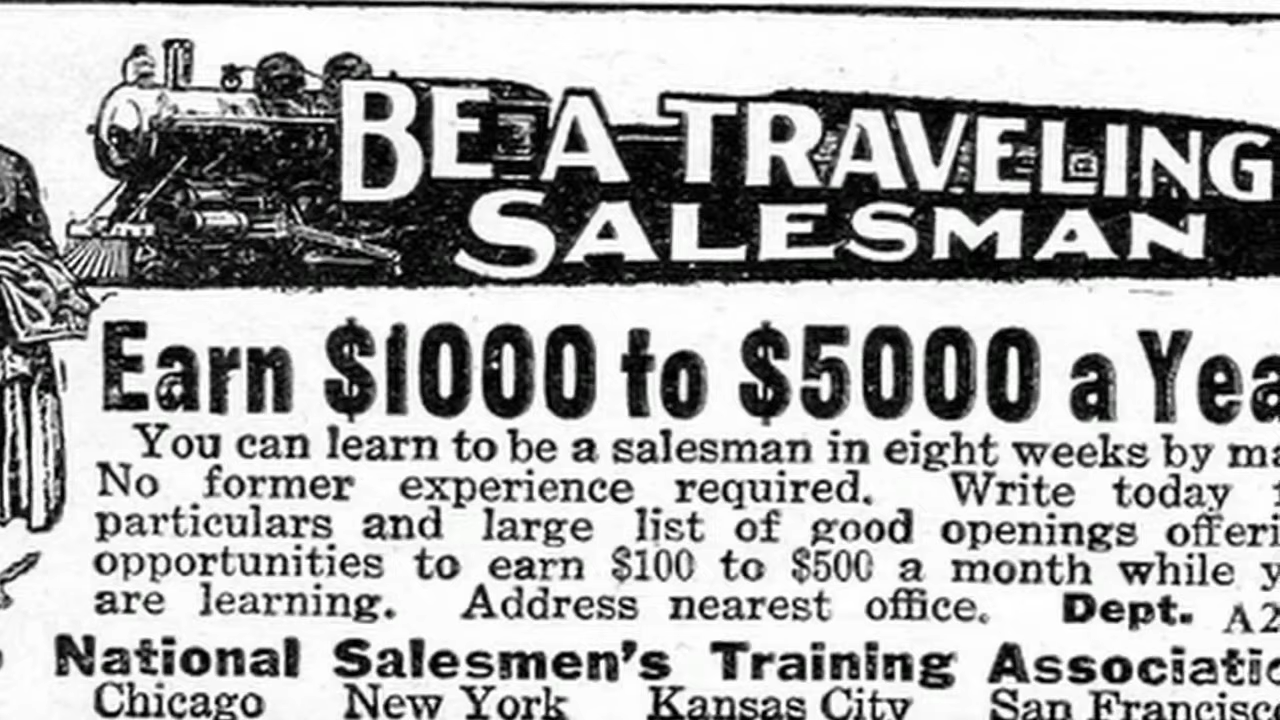 BE A TRAVELING
SALESMAN
Earn $1000 to $5000 a Yea
You can learn to be a salesman in eight weeks by ma
No former experience required. Write today f
particulars and large list of good openings offeri
opportunities to earn $100 to $500 a month while y
are learning. Address nearest office. Dept. A2
National Salesmen's Training Associatio
Chicago New York Kansas City San Francisco